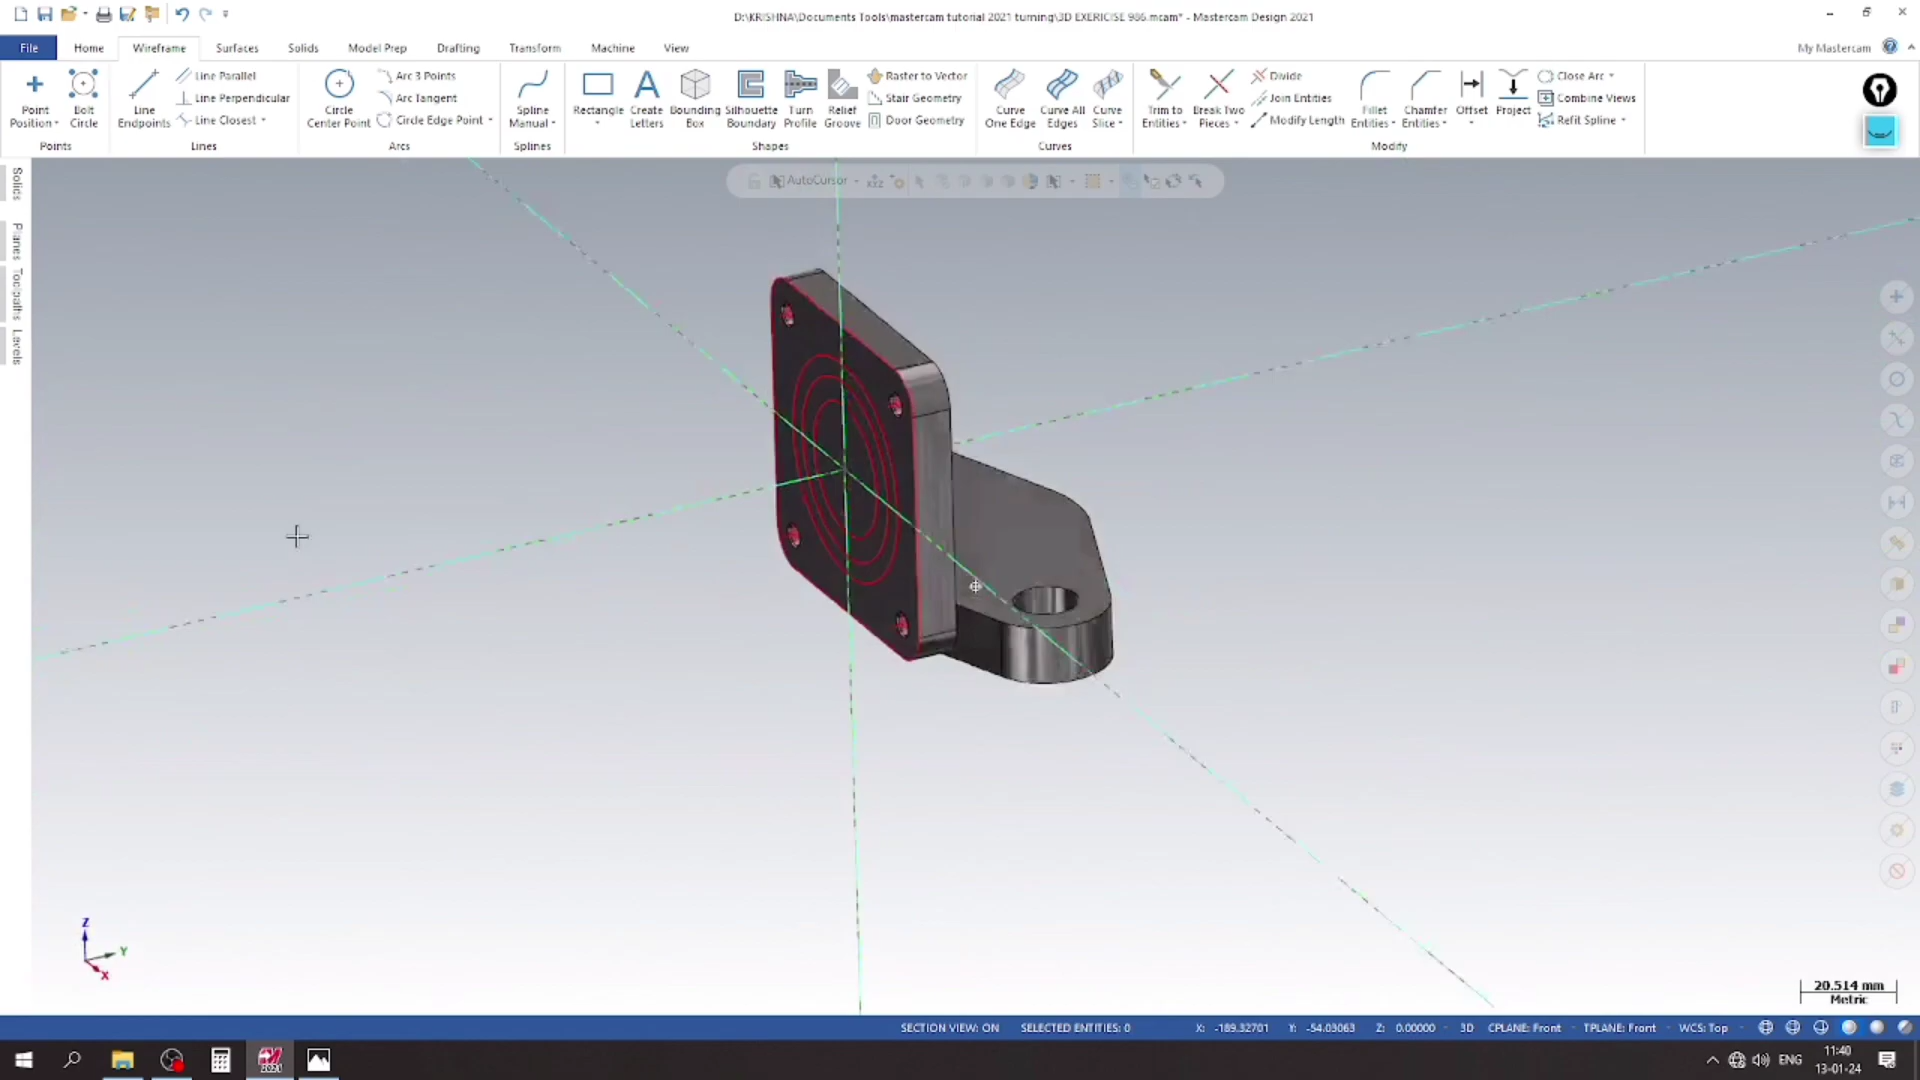 D:\KRISHNA\Documents Tools\mastercam tutorial 2021 turning\3D EXERICISE 986.mcam* - Mastercam Design 2021
File Home Wireframe Surfaces Solids Model Prep Drafting Transform Machine View My Mastercam
Point Position
Bolt Circle
Points
Line Endpoints
Line Parallel
Line Perpendicular
Line Closest
Lines
Circle Center Point
Arc 3 Points
Arc Tangent
Circle Edge Point
Arcs
Spline Manual
Splines
Rectangle
Create Letters
Bounding Box
Silhouette Boundary
Turn Profile
Relief Groove
Raster to Vector
Stair Geometry
Door Geometry
Shapes
Curve One Edge
Curve All Edges
Curve Slice
Curves
Trim to Entities
Break Two Pieces
Divide
Join Entities
Modify Length
Fillet Entities
Chamfer Entities
Offset
Project
Close Arc
Combine Views
Refit Spline
Modify
AutoCursor
Solids
Planes
Toolpaths
Levels
Z
Y
X
20.514 mm
Metric
SECTION VIEW: ON SELECTED ENTITIES: 0 X: -189.32701 Y: -54.03063 Z: 0.00000 3D CPLANE: Front TPLANE: Front WCS: Top
ENG
11:40
13-01-24